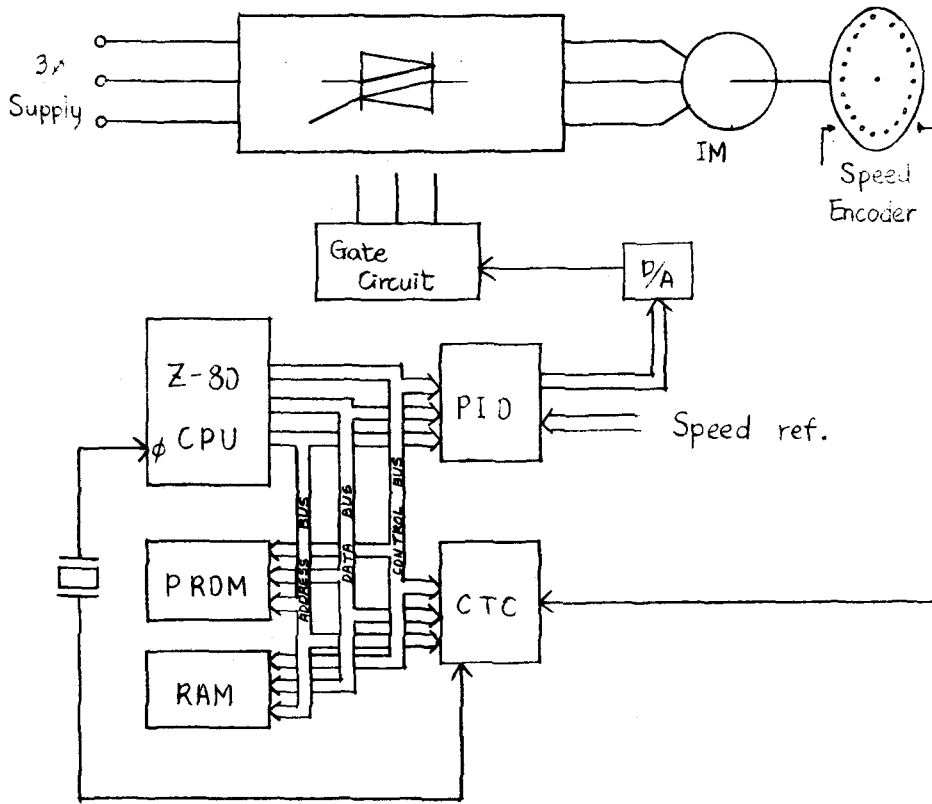 3ϕ
Supply
IM
Speed
Encoder
Gate
Circuit
D/A
Z-80
CPU
ϕ
PIO
Speed ref.
ADDRESS BUS
DATA BUS
CONTROL BUS
PROM
CTC
RAM